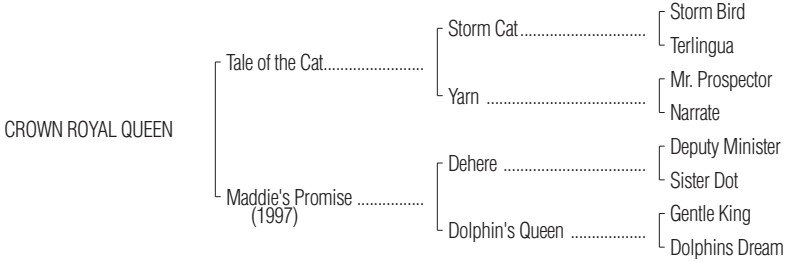 CROWN ROYAL QUEEN
Tale of the Cat.......................
Maddie's Promise ................
(1997)
Storm Cat..............................
Yarn ......................................
Dehere ..................................
Dolphin's Queen ..................
Storm Bird
Terlingua
Mr. Prospector
Narrate
Deputy Minister
Sister Dot
Gentle King
Dolphins Dream